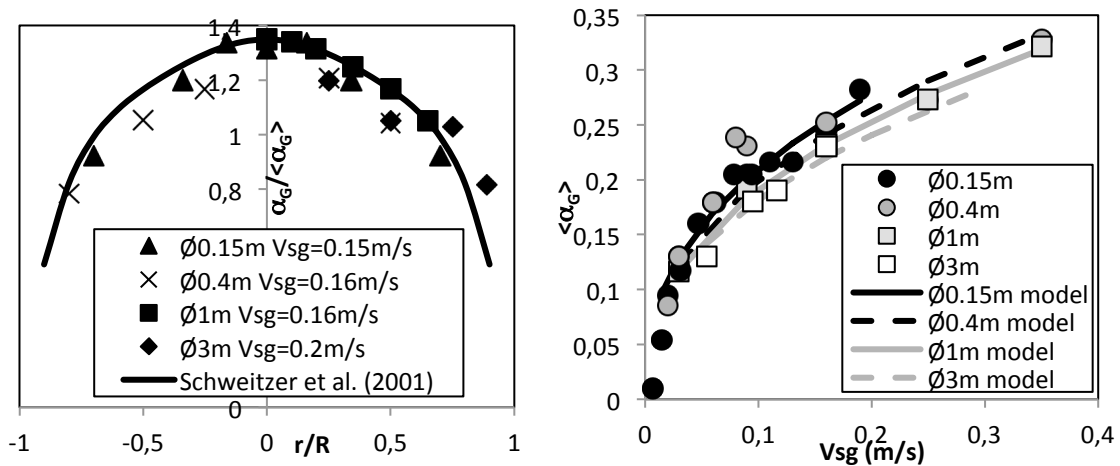 1,4
1,2
1
0,8
0
αG/<αG>
Ø0.15m Vsg=0.15m/s
Ø0.4m Vsg=0.16m/s
Ø1m Vsg=0.16m/s
Ø3m Vsg=0.2m/s
Schweitzer et al. (2001)
-1 -0,5 0 0,5 1
r/R
0,35
0,3
0,25
0,2
0,15
0,1
0,05
0
<αG>
Ø0.15m
Ø0.4m
Ø1m
Ø3m
Ø0.15m model
Ø0.4m model
Ø1m model
Ø3m model
0 0,1 0,2 0,3 0,4
Vsg (m/s)